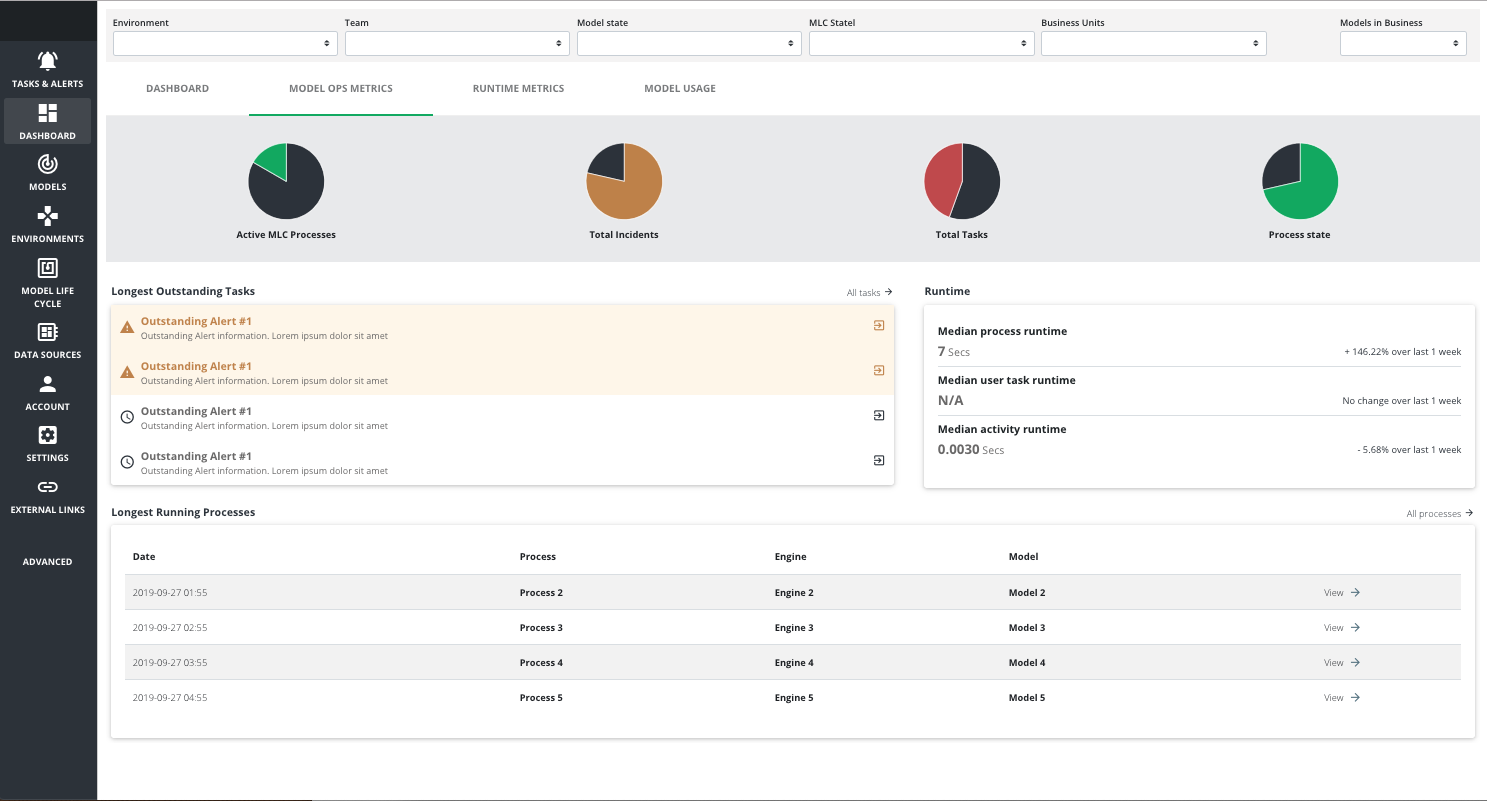 Environment
Team
Model state
MLC Statel
Business Units
Models in Business
TASKS & ALERTS
DASHBOARD
MODELS
ENVIRONMENTS
MODEL LIFE
CYCLE
DATA SOURCES
ACCOUNT
SETTINGS
EXTERNAL LINKS
ADVANCED
DASHBOARD
MODEL OPS METRICS
RUNTIME METRICS
MODEL USAGE
Active MLC Processes
Total Incidents
Total Tasks
Process state
Longest Outstanding Tasks
All tasks
Outstanding Alert #1
Outstanding Alert information. Lorem ipsum dolor sit amet
Outstanding Alert #1
Outstanding Alert information. Lorem ipsum dolor sit amet
Outstanding Alert #1
Outstanding Alert information. Lorem ipsum dolor sit amet
Outstanding Alert #1
Outstanding Alert information. Lorem ipsum dolor sit amet
Runtime
Median process runtime
7 Secs + 146.22% over last 1 week
Median user task runtime
N/A No change over last 1 week
Median activity runtime
0.0030 Secs - 5.68% over last 1 week
Longest Running Processes
All processes
Date Process Engine Model
2019-09-27 01:55 Process 2 Engine 2 Model 2 View
2019-09-27 02:55 Process 3 Engine 3 Model 3 View
2019-09-27 03:55 Process 4 Engine 4 Model 4 View
2019-09-27 04:55 Process 5 Engine 5 Model 5 View